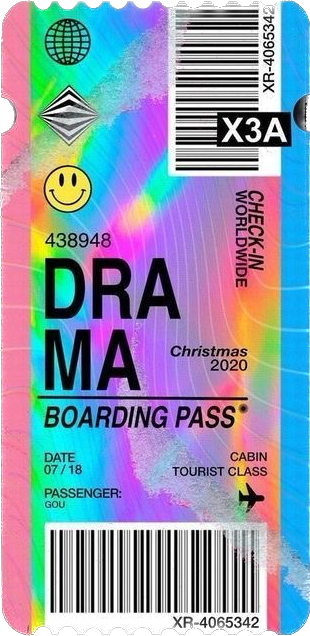 XR-4065342
X3A
CHECK-IN
WORLDWIDE
438948
DRA
MA
Christmas
2020
BOARDING PASS®
DATE
07 / 18
CABIN
TOURIST CLASS
PASSENGER:
GOU
XR-4065342